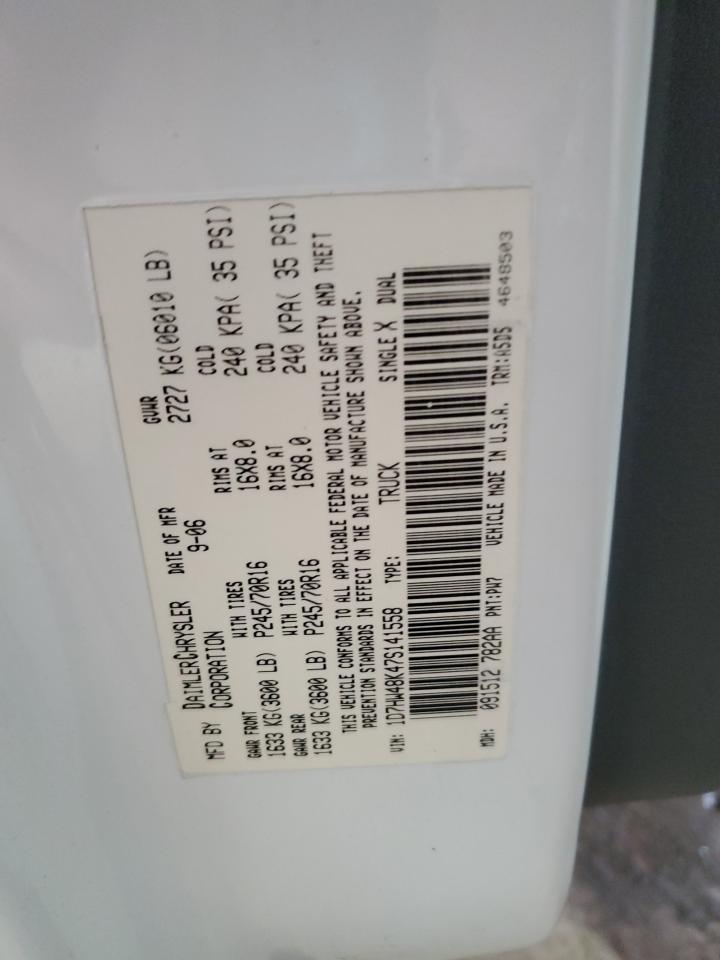 MFD BY DAIMLERCHRYSLER CORPORATION DATE OF MFR 9-06 GVWR 2727 KG(06010 LB)
GAWR FRONT WITH TIRES RIMS AT COLD
1633 KG(3600 LB) P245/70R16 16X8.0 240 KPA( 35 PSI)
GAWR REAR WITH TIRES RIMS AT COLD
1633 KG(3600 LB) P245/70R16 16X8.0 240 KPA( 35 PSI)
THIS VEHICLE CONFORMS TO ALL APPLICABLE FEDERAL MOTOR VEHICLE SAFETY AND THEFT
PREVENTION STANDARDS IN EFFECT ON THE DATE OF MANUFACTURE SHOWN ABOVE.
VIN: 1D7HW48K47S141558 TYPE: TRUCK SINGLE X DUAL
MDH: 091512 782AA PNT:PW7 VEHICLE MADE IN U.S.A. TRM:A5D5 4648503